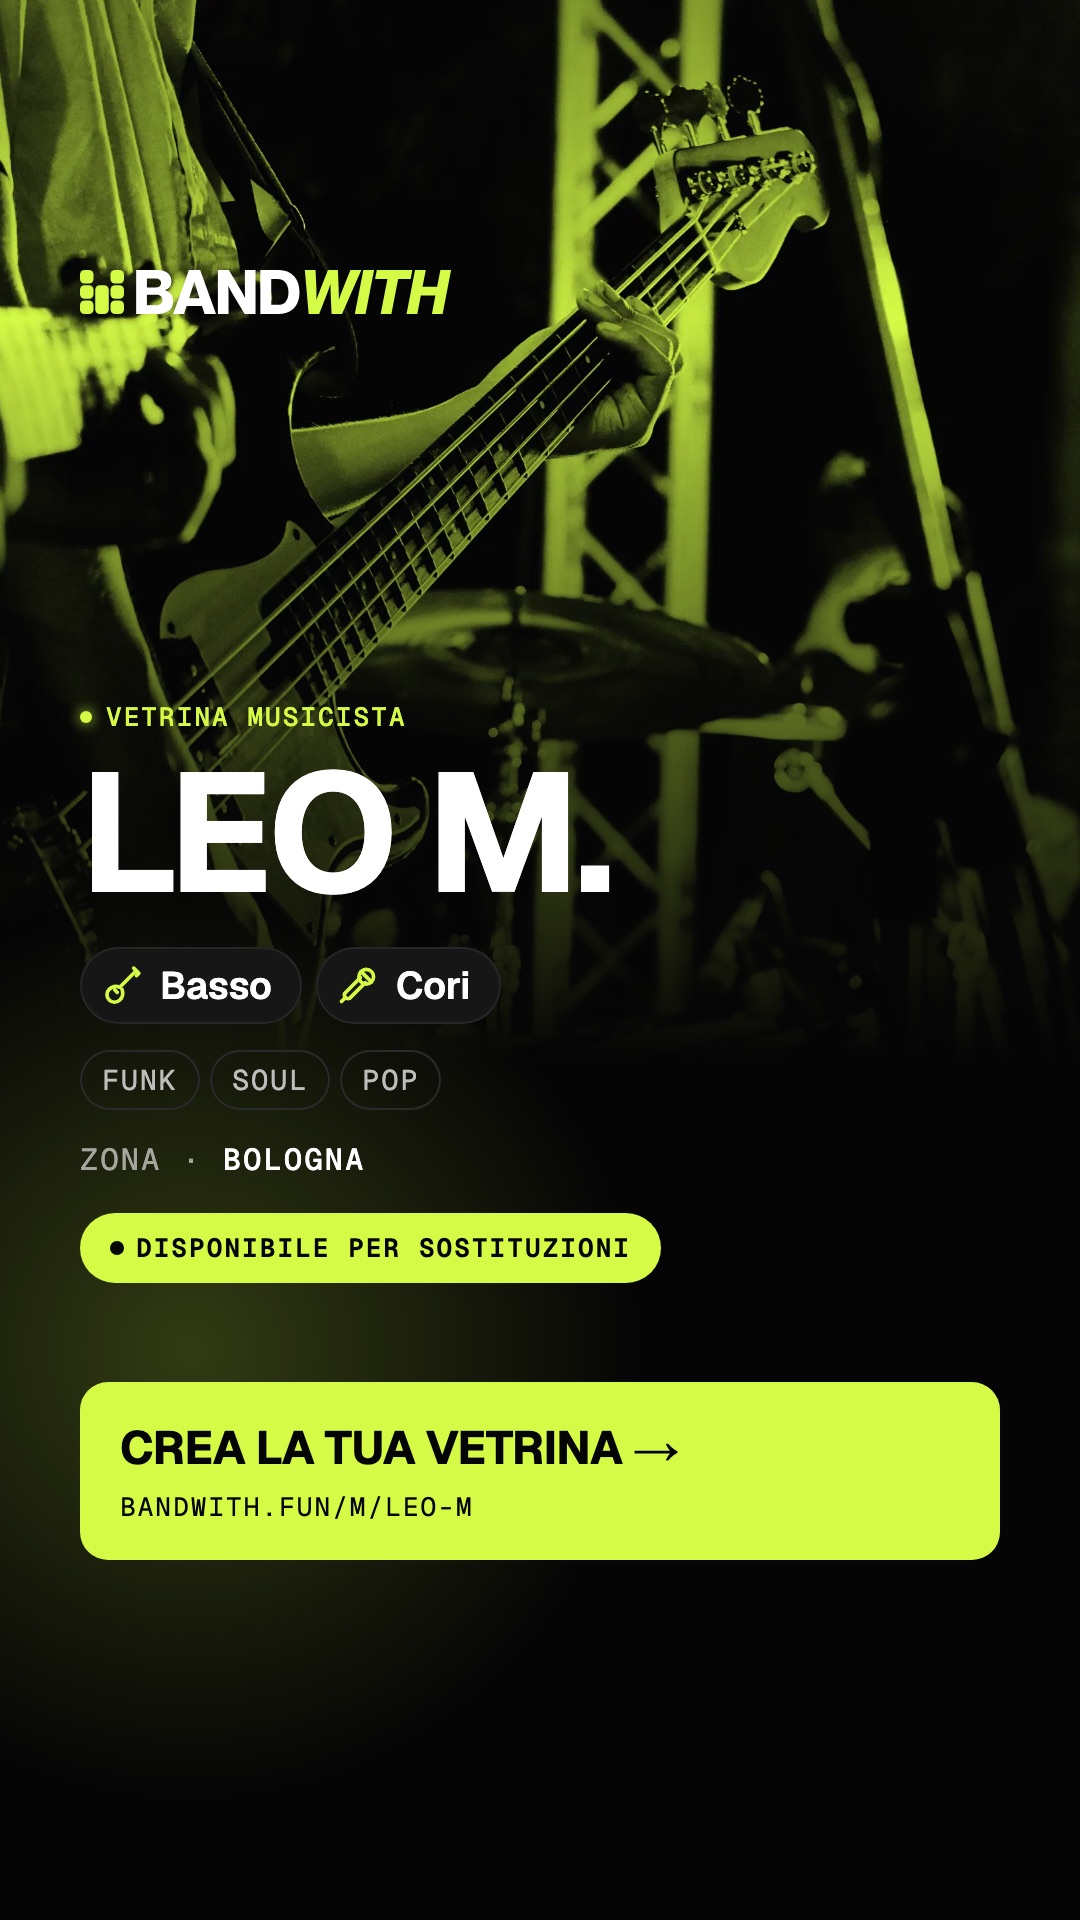 BANDWITH
VETRINA MUSICISTA
LEO M.
Basso Cori
FUNK SOUL POP
ZONA · BOLOGNA
DISPONIBILE PER SOSTITUZIONI
CREA LA TUA VETRINA →
BANDWITH.FUN/M/LEO-M